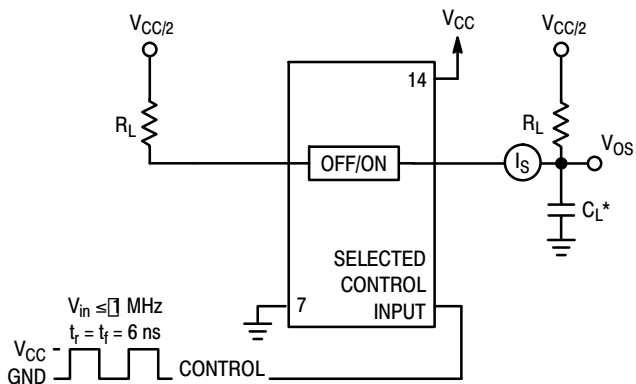 V_CC/2
V_CC
V_CC/2
14
R_L
R_L
V_OS
OFF/ON
I_S
C_L*
SELECTED
CONTROL
INPUT
7
V_in ≤ 1 MHz
t_r = t_f = 6 ns
V_CC
GND
CONTROL